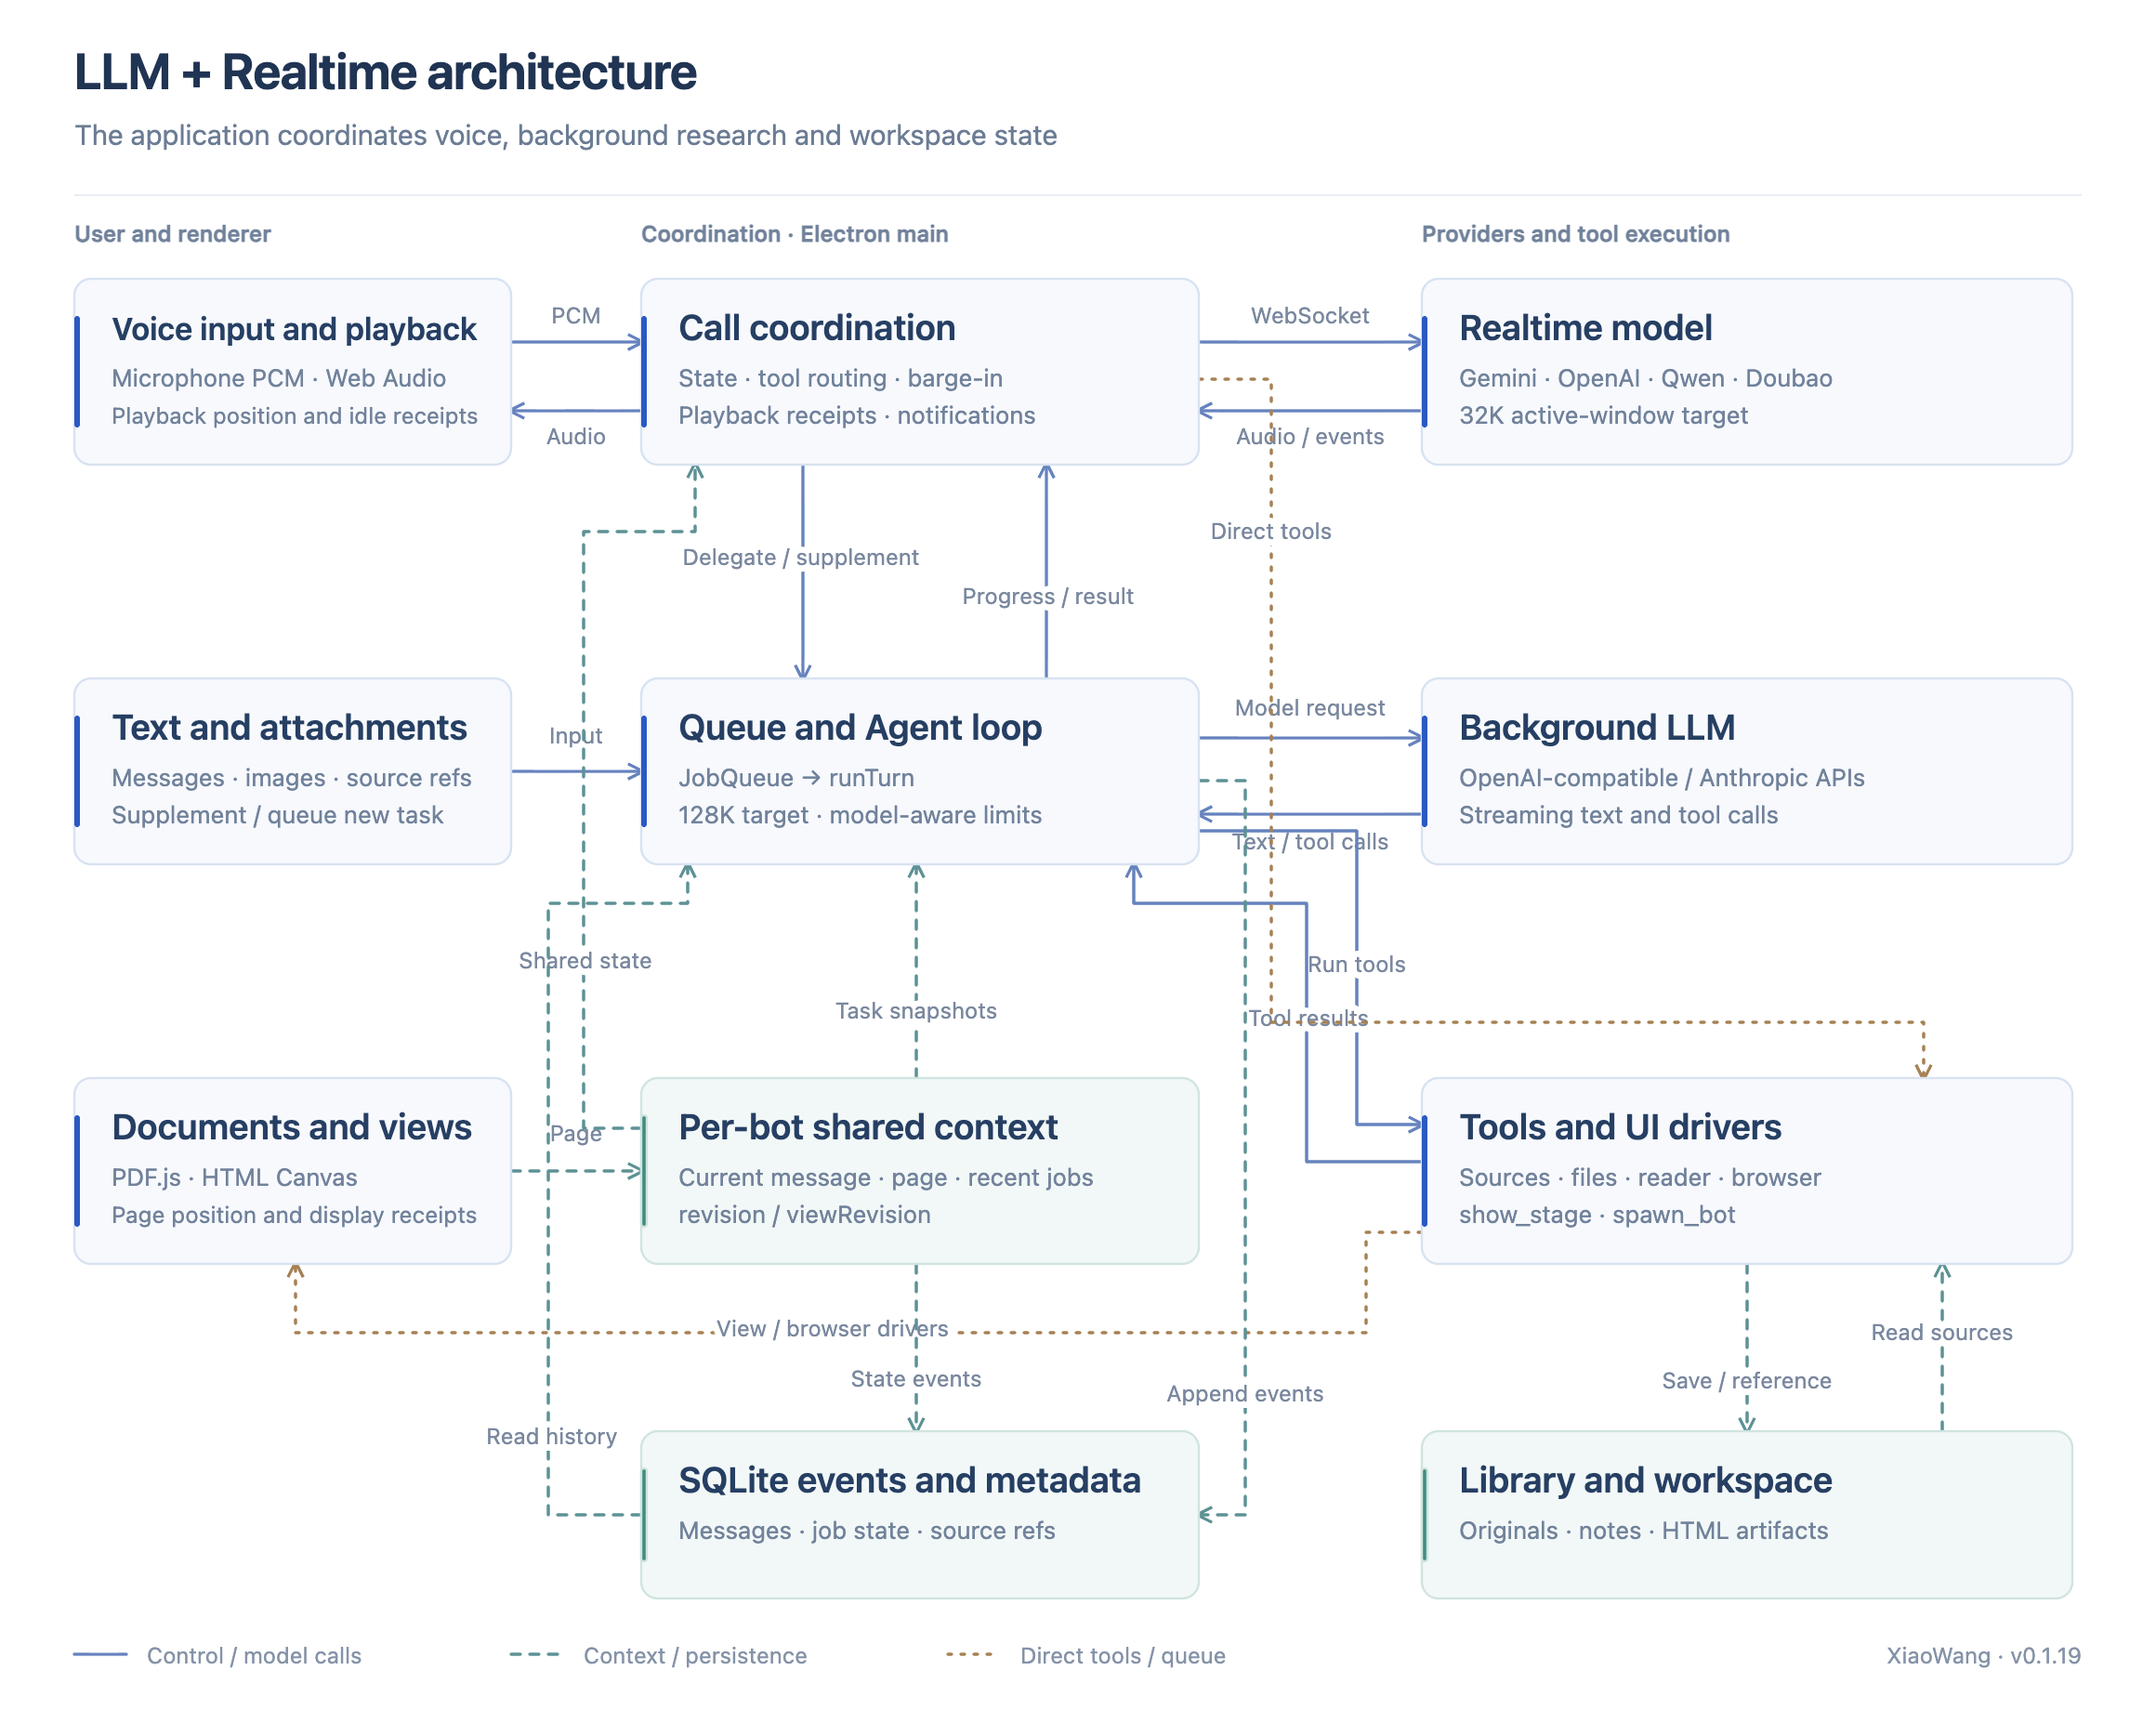 LLM + Realtime architecture
The application coordinates voice, background research and workspace state
User and renderer
Coordination · Electron main
Providers and tool execution
Voice input and playback
Microphone PCM · Web Audio
Playback position and idle receipts
PCM
Audio
Call coordination
State · tool routing · barge-in
Playback receipts · notifications
WebSocket
Audio / events
Realtime model
Gemini · OpenAI · Qwen · Doubao
32K active-window target
Direct tools
Delegate / supplement
Progress / result
Text and attachments
Messages · images · source refs
Supplement / queue new task
Input
Queue and Agent loop
JobQueue → runTurn
128K target · model-aware limits
Model request
Text / tool calls
Background LLM
OpenAI-compatible / Anthropic APIs
Streaming text and tool calls
Shared state
Task snapshots
Run tools
Tool results
Documents and views
PDF.js · HTML Canvas
Page position and display receipts
Page
Per-bot shared context
Current message · page · recent jobs
revision / viewRevision
Tools and UI drivers
Sources · files · reader · browser
show_stage · spawn_bot
View / browser drivers
Read sources
State events
Save / reference
Append events
Read history
SQLite events and metadata
Messages · job state · source refs
Library and workspace
Originals · notes · HTML artifacts
Control / model calls
Context / persistence
Direct tools / queue
XiaoWang · v0.1.19